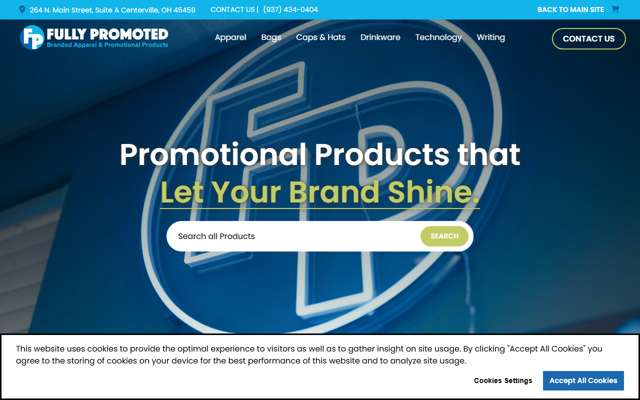 264 N. Main Street, Suite A Centerville, OH 45459
CONTACT US | (937) 434-0404
BACK TO MAIN SITE
FP FULLY PROMOTED
Branded Apparel & Promotional Products
Apparel Bags Caps & Hats Drinkware Technology Writing
CONTACT US
FP
Promotional Products that
Let Your Brand Shine.
Search all Products
SEARCH
This website uses cookies to provide the optimal experience to visitors as well as to gather insight on site usage. By clicking "Accept All Cookies" you
agree to the storing of cookies on your device for the best performance of this website and to analyze site usage.
Cookies Settings
Accept All Cookies